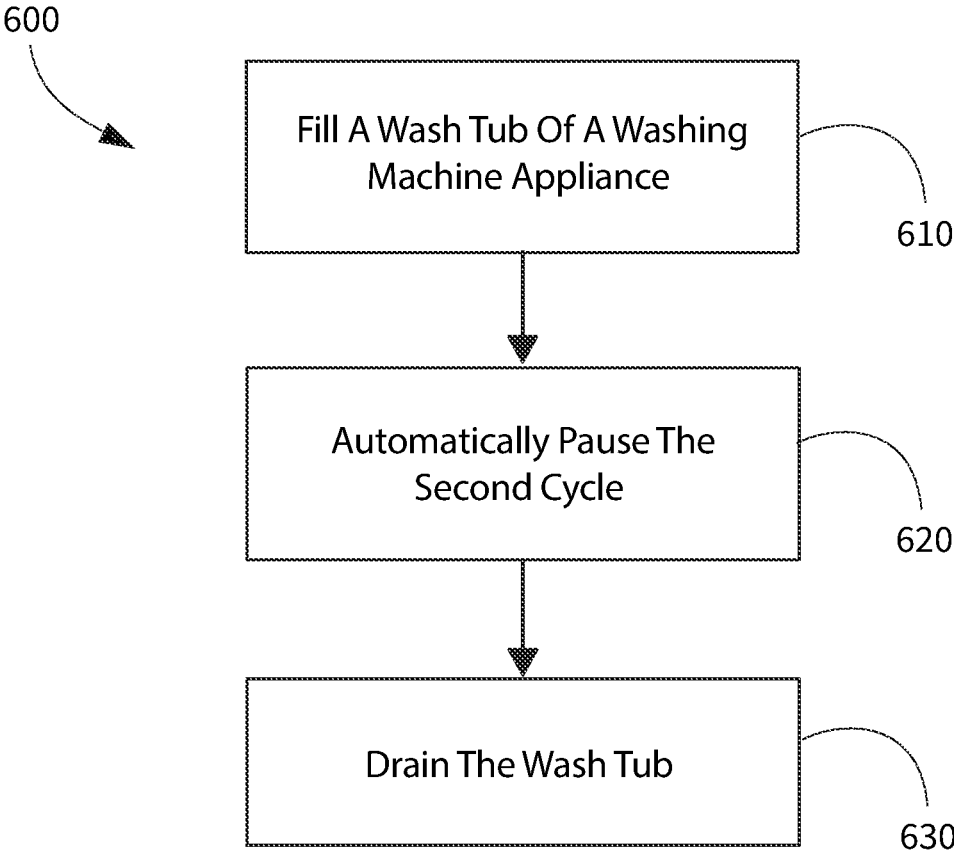 600
Fill A Wash Tub Of A Washing
Machine Appliance
610
Automatically Pause The
Second Cycle
620
Drain The Wash Tub
630